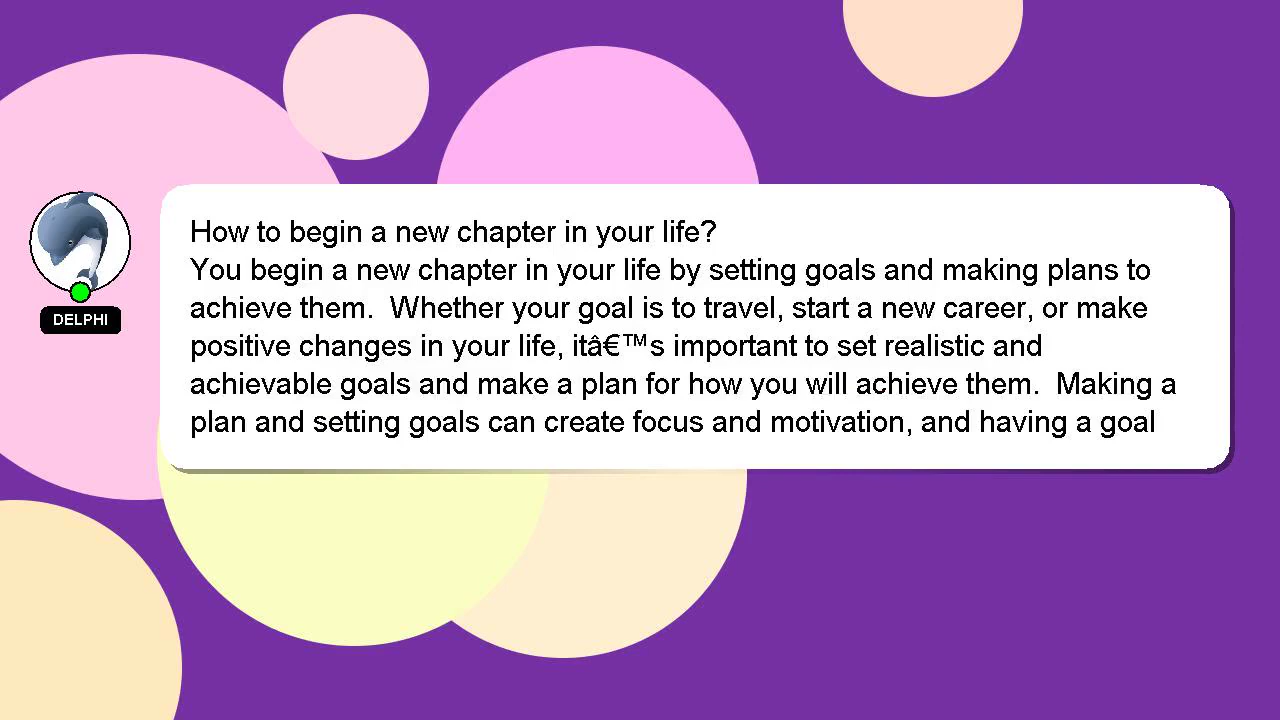 How to begin a new chapter in your life?
You begin a new chapter in your life by setting goals and making plans to
achieve them.  Whether your goal is to travel, start a new career, or make
positive changes in your life, itâ€™s important to set realistic and
achievable goals and make a plan for how you will achieve them.  Making a
plan and setting goals can create focus and motivation, and having a goal
DELPHI